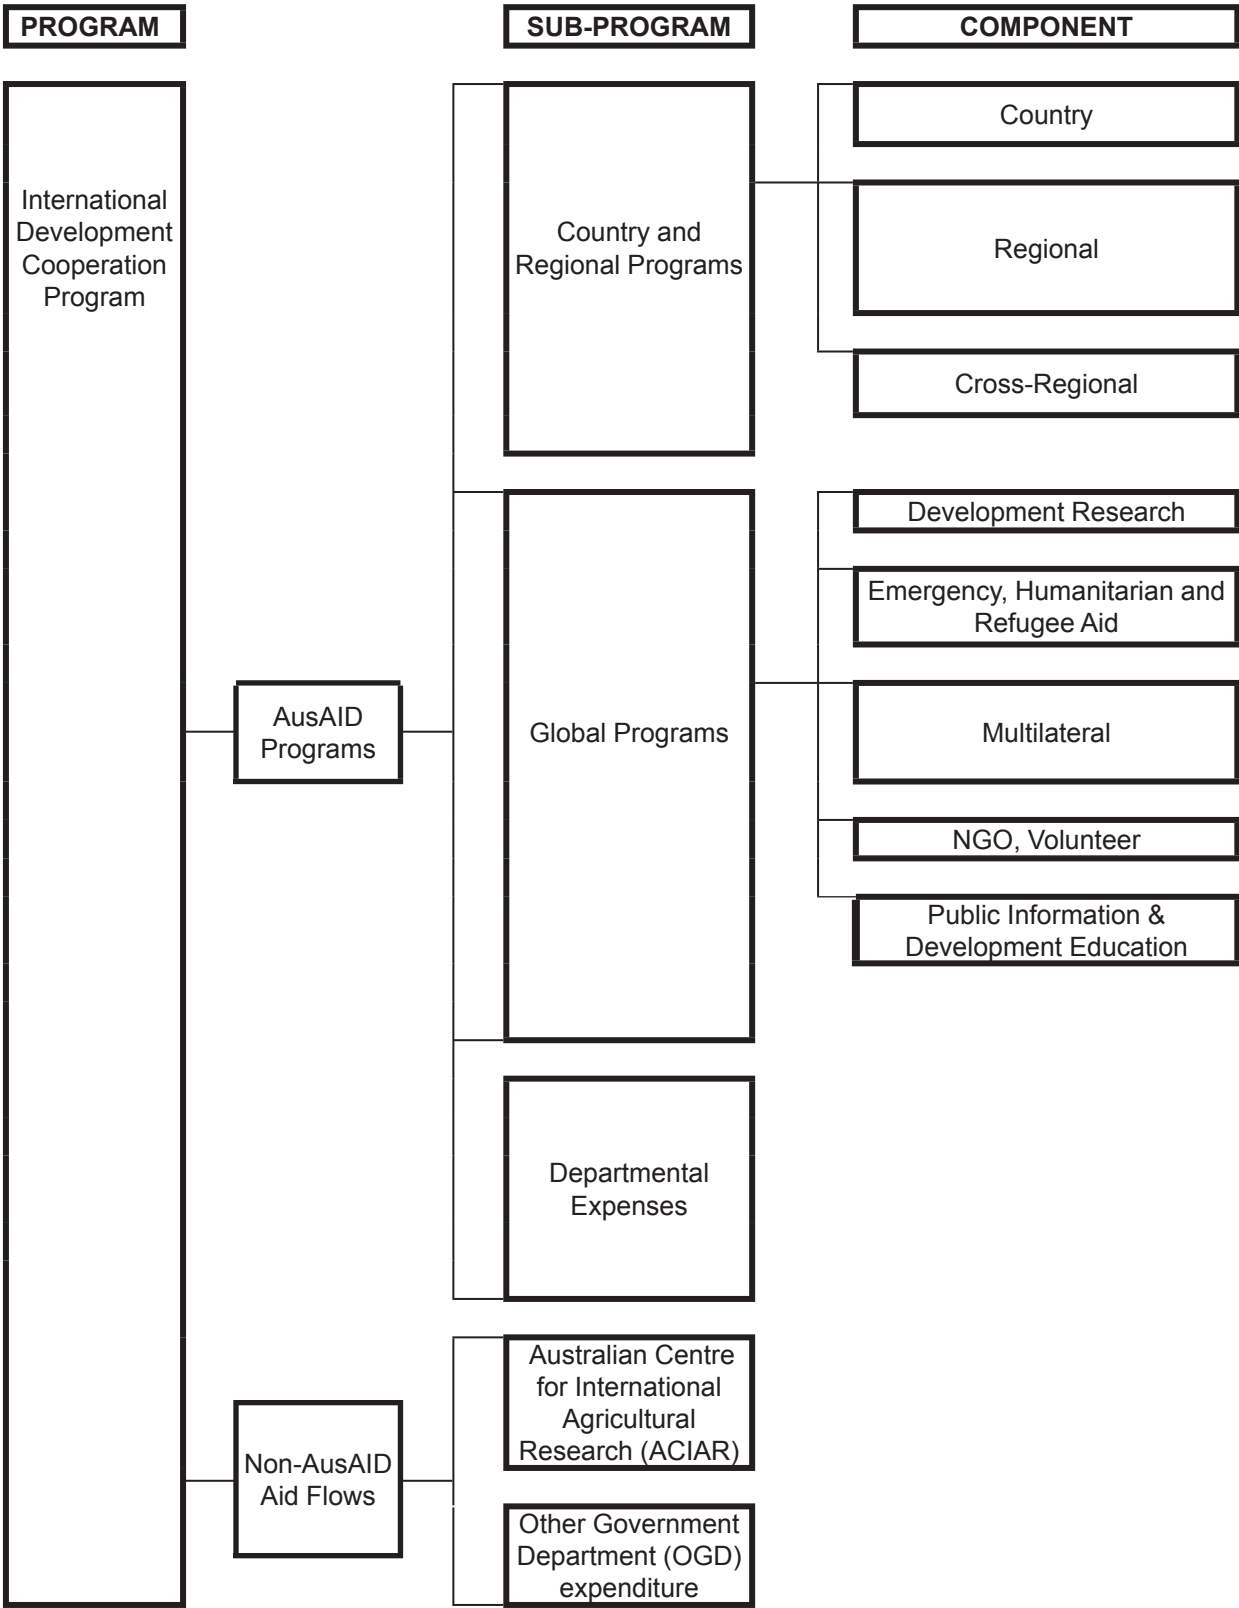 PROGRAM
SUB-PROGRAM
COMPONENT
International
Development
Cooperation
Program
AusAID
Programs
Non-AusAID
Aid Flows
Country and
Regional Programs
Global Programs
Departmental
Expenses
Australian Centre
for International
Agricultural
Research (ACIAR)
Other Government
Department (OGD)
expenditure
Country
Regional
Cross-Regional
Development Research
Emergency, Humanitarian and
Refugee Aid
Multilateral
NGO, Volunteer
Public Information &
Development Education